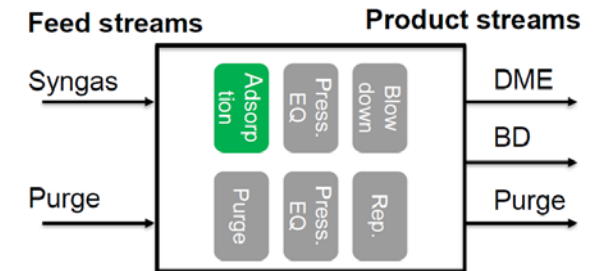 Feed streams
Product streams
Syngas
Adsorp
tion
Press.
EQ
Blow
down
DME
BD
Purge
Purge
Press.
EQ
Rep.
Purge